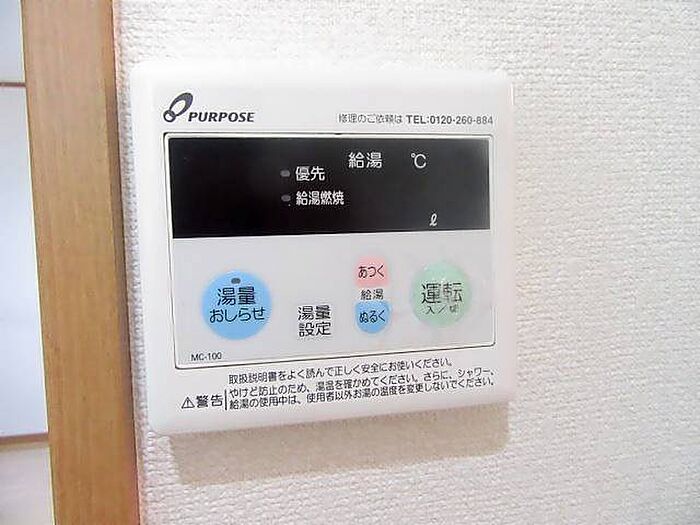 PURPOSE
修理のご依頼は TEL:0120-260-884
給湯 ℃
優先
給湯燃焼
ℓ
湯量
おしらせ
湯量
設定
あつく
給湯
ぬるく
運転
入/切
MC-100
取扱説明書をよく読んで正しく安全にお使いください。
⚠警告
やけど防止のため、湯温を確かめてください。さらに、シャワー、
給湯の使用中は、使用者以外お湯の温度を変更しないでください。